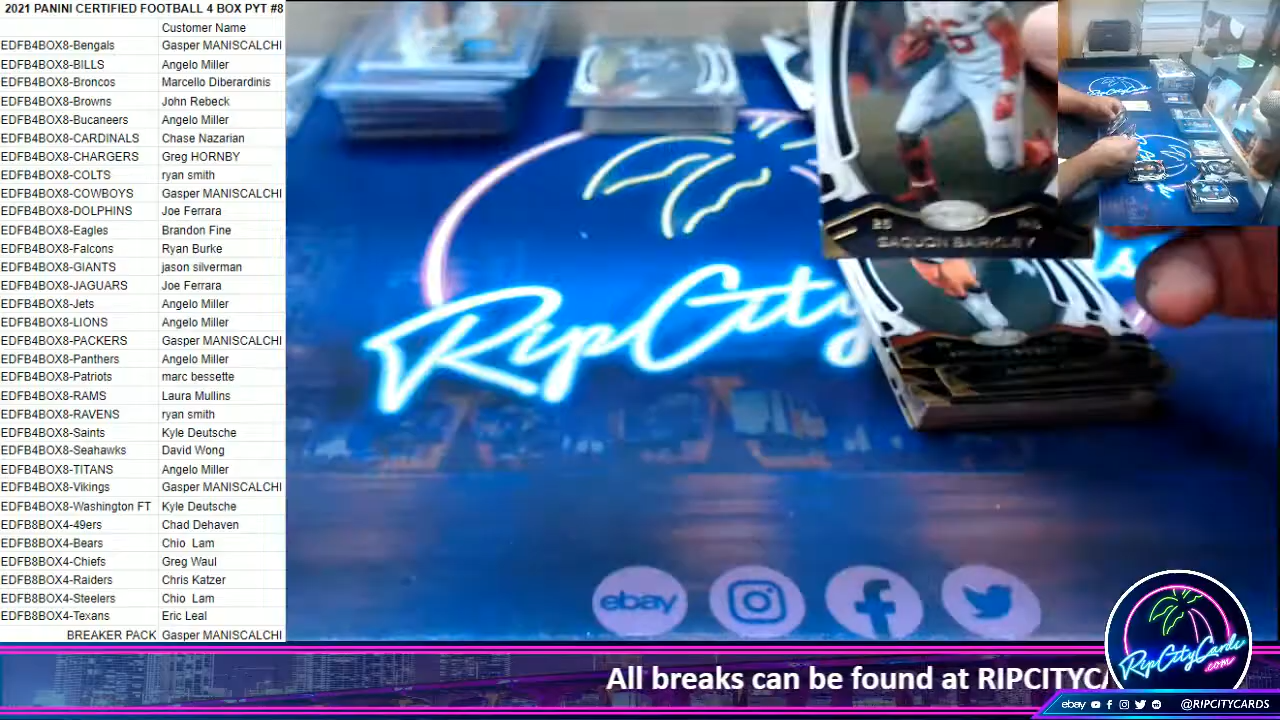 2021 PANINI CERTIFIED FOOTBALL 4 BOX PYT #8
Customer Name
EDFB4BOX8-Bengals Gasper MANISCALCHI
EDFB4BOX8-BILLS Angelo Miller
EDFB4BOX8-Broncos Marcello Diberardinis
EDFB4BOX8-Browns John Rebeck
EDFB4BOX8-Bucaneers Angelo Miller
EDFB4BOX8-CARDINALS Chase Nazarian
EDFB4BOX8-CHARGERS Greg HORNBY
EDFB4BOX8-COLTS ryan smith
EDFB4BOX8-COWBOYS Gasper MANISCALCHI
EDFB4BOX8-DOLPHINS Joe Ferrara
EDFB4BOX8-Eagles Brandon Fine
EDFB4BOX8-Falcons Ryan Burke
EDFB4BOX8-GIANTS jason silverman
EDFB4BOX8-JAGUARS Joe Ferrara
EDFB4BOX8-Jets Angelo Miller
EDFB4BOX8-LIONS Angelo Miller
EDFB4BOX8-PACKERS Gasper MANISCALCHI
EDFB4BOX8-Panthers Angelo Miller
EDFB4BOX8-Patriots marc bessette
EDFB4BOX8-RAMS Laura Mullins
EDFB4BOX8-RAVENS ryan smith
EDFB4BOX8-Saints Kyle Deutsche
EDFB4BOX8-Seahawks David Wong
EDFB4BOX8-TITANS Angelo Miller
EDFB4BOX8-Vikings Gasper MANISCALCHI
EDFB4BOX8-Washington FT Kyle Deutsche
EDFB8BOX4-49ers Chad Dehaven
EDFB8BOX4-Bears Chio Lam
EDFB8BOX4-Chiefs Greg Waul
EDFB8BOX4-Raiders Chris Katzer
EDFB8BOX4-Steelers Chio Lam
EDFB8BOX4-Texans Eric Leal
BREAKER PACK Gasper MANISCALCHI
SAQUON BARKLEY
RipCity
ebay
All breaks can be found at RIPCITYCA
RipCityCards
.com
ebay @RIPCITYCARDS